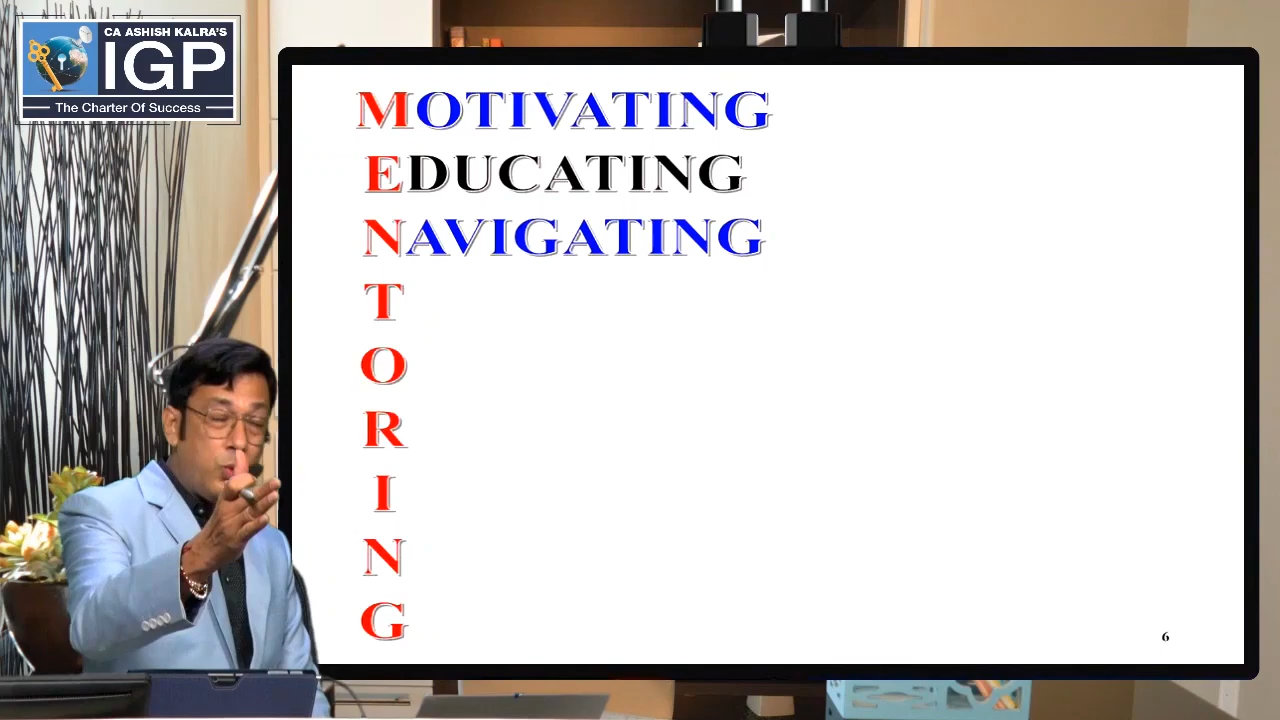 CA ASHISH KALRA'S
IGP
The Charter Of Success
MOTIVATING
EDUCATING
NAVIGATING
T
O
R
I
N
G
6